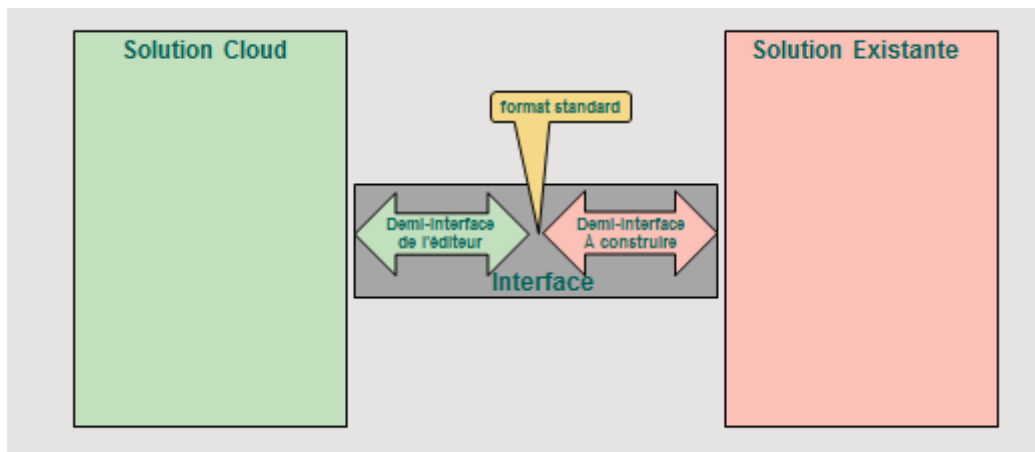 Solution Cloud
Solution Existante
format standard
Demi-interface
de l'éditeur
Demi-interface
À construire
Interface